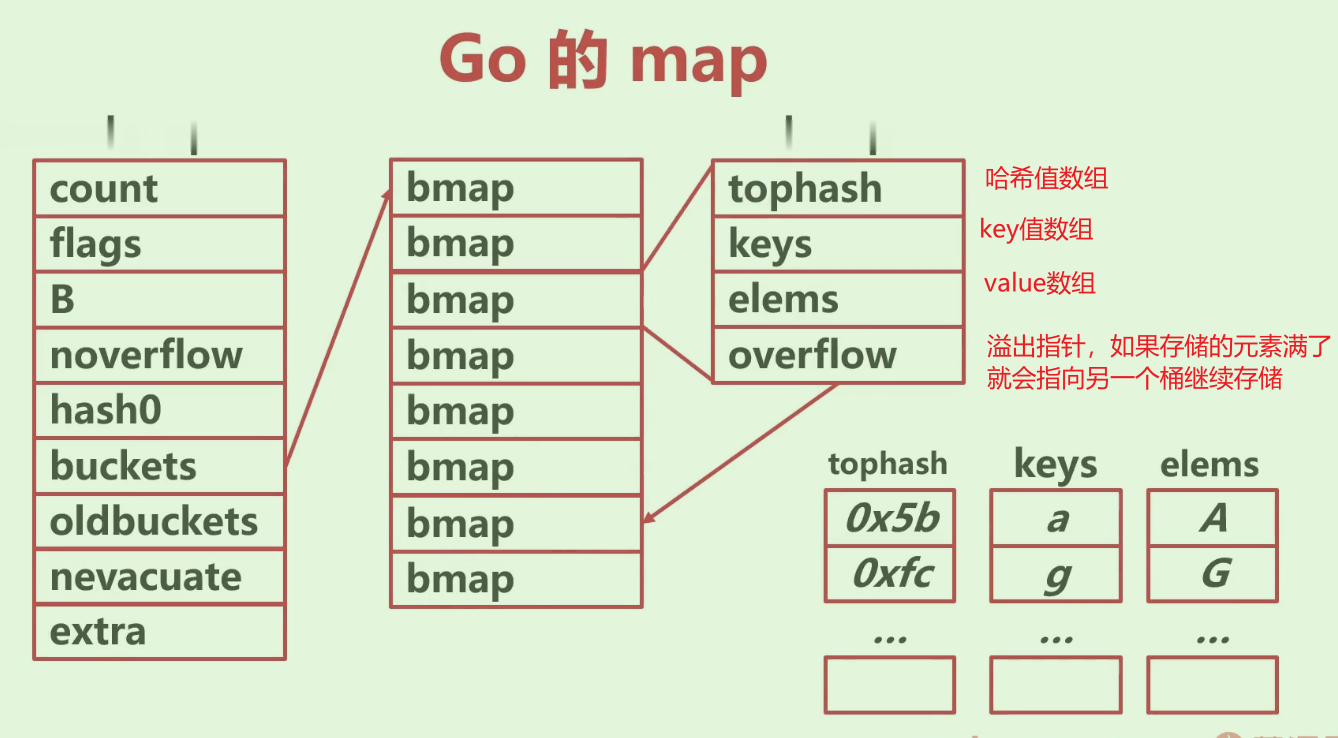 Go 的 map
count
flags
B
noverflow
hash0
buckets
oldbuckets
nevacuate
extra
bmap
bmap
bmap
bmap
bmap
bmap
bmap
bmap
tophash
keys
elems
overflow
哈希值数组
key值数组
value数组
溢出指针，如果存储的元素满了
就会指向另一个桶继续存储
tophash keys elems
0x5b a A
0xfc g G
... ... ...